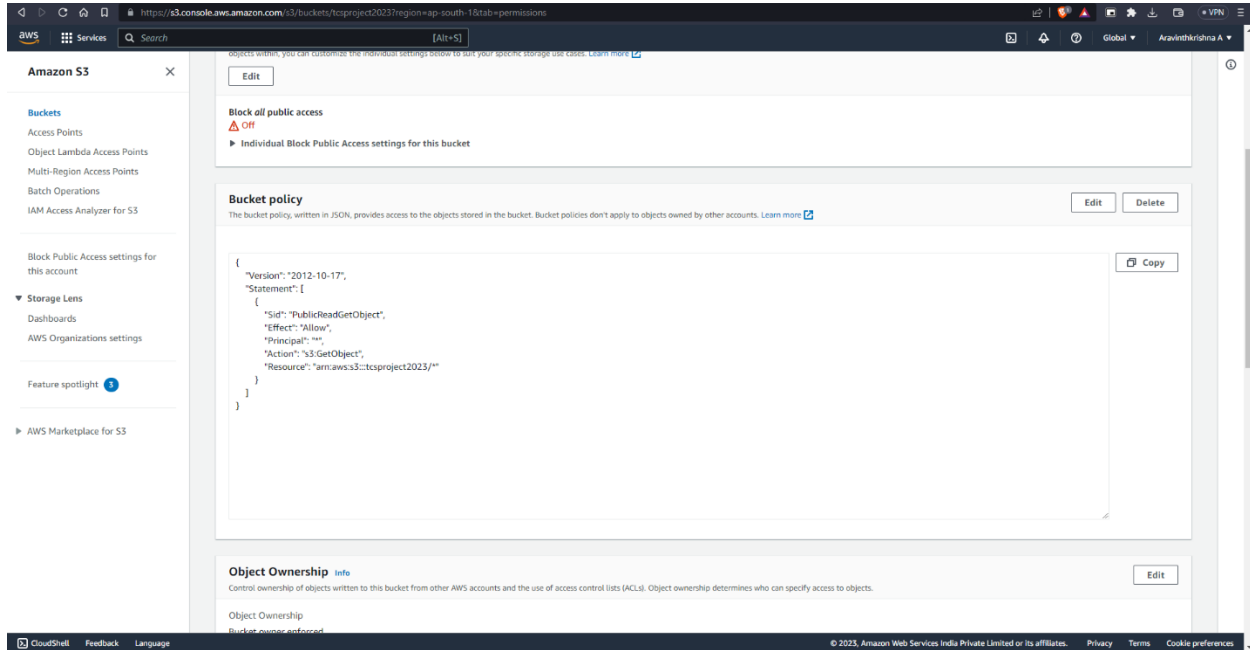 https://s3.console.aws.amazon.com/s3/buckets/tcsproject2023?region=ap-south-1&tab=permissions
VPN
aws
Services
Search
[Alt+S]
Global
Aravinthkrishna A
Amazon S3
Buckets
Access Points
Object Lambda Access Points
Multi-Region Access Points
Batch Operations
IAM Access Analyzer for S3
Block Public Access settings for
this account
Storage Lens
Dashboards
AWS Organizations settings
Feature spotlight 3
AWS Marketplace for S3
objects within, you can customize the individual settings below to suit your specific storage use cases. Learn more
Edit
Block all public access
Off
Individual Block Public Access settings for this bucket
Bucket policy
Edit
Delete
The bucket policy, written in JSON, provides access to the objects stored in the bucket. Bucket policies don't apply to objects owned by other accounts. Learn more
Copy
{
"Version": "2012-10-17",
"Statement": [
{
"Sid": "PublicReadGetObject",
"Effect": "Allow",
"Principal": "*",
"Action": "s3:GetObject",
"Resource": "arn:aws:s3:::tcsproject2023/*"
}
]
}
Object Ownership Info
Edit
Control ownership of objects written to this bucket from other AWS accounts and the use of access control lists (ACLs). Object ownership determines who can specify access to objects.
Object Ownership
Bucket owner enforced
CloudShell
Feedback
Language
© 2023, Amazon Web Services India Private Limited or its affiliates.
Privacy
Terms
Cookie preferences